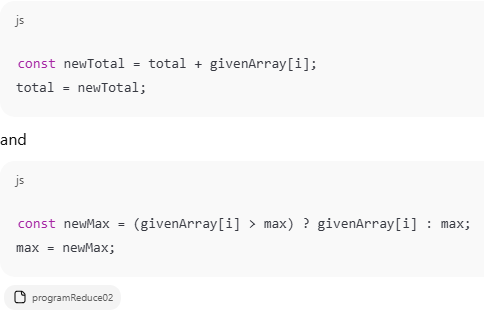 js
const newTotal = total + givenArray[i];
total = newTotal;
and
js
const newMax = (givenArray[i] > max) ? givenArray[i] : max;
max = newMax;
programReduce02